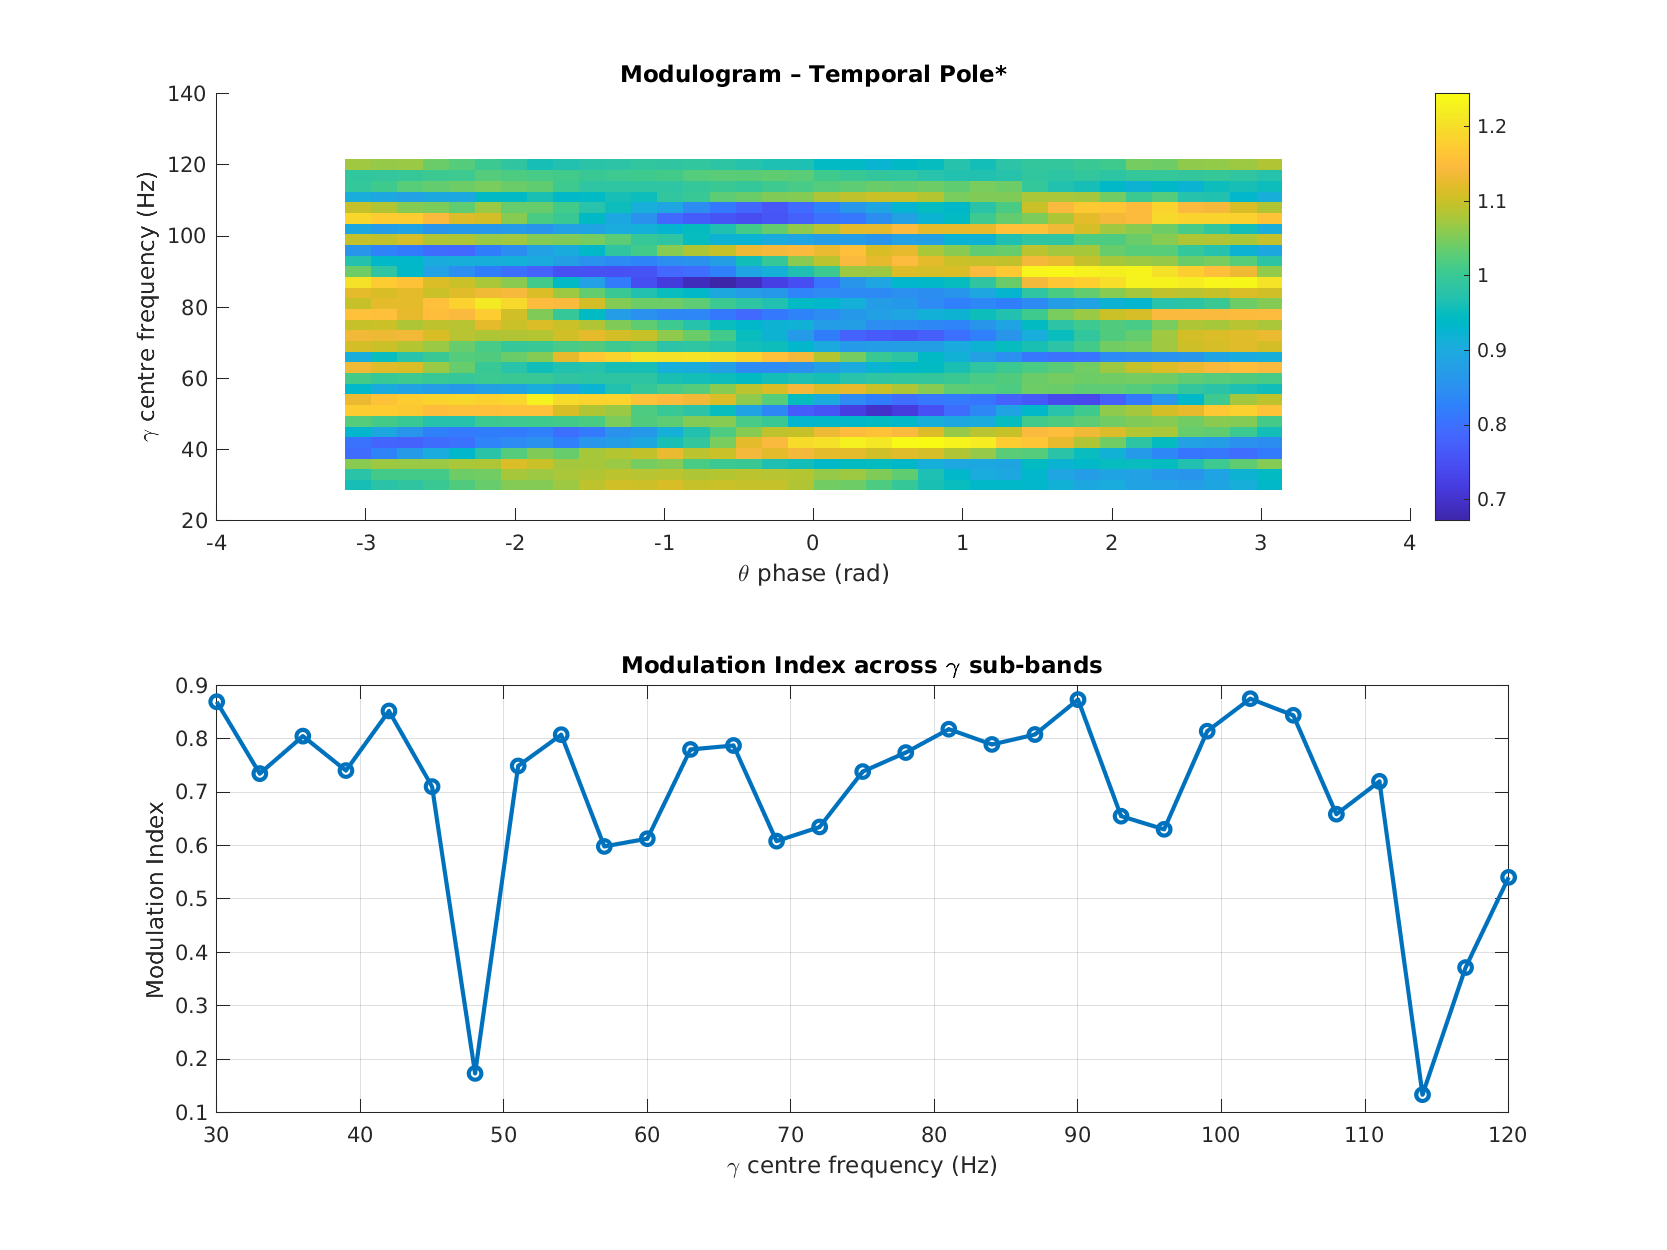 Modulogram – Temporal Pole*
γ centre frequency (Hz)
140
120
100
80
60
40
20
-4 -3 -2 -1 0 1 2 3 4
θ phase (rad)
1.2
1.1
1
0.9
0.8
0.7
Modulation Index across γ sub-bands
Modulation Index
0.9
0.8
0.7
0.6
0.5
0.4
0.3
0.2
0.1
30 40 50 60 70 80 90 100 110 120
γ centre frequency (Hz)